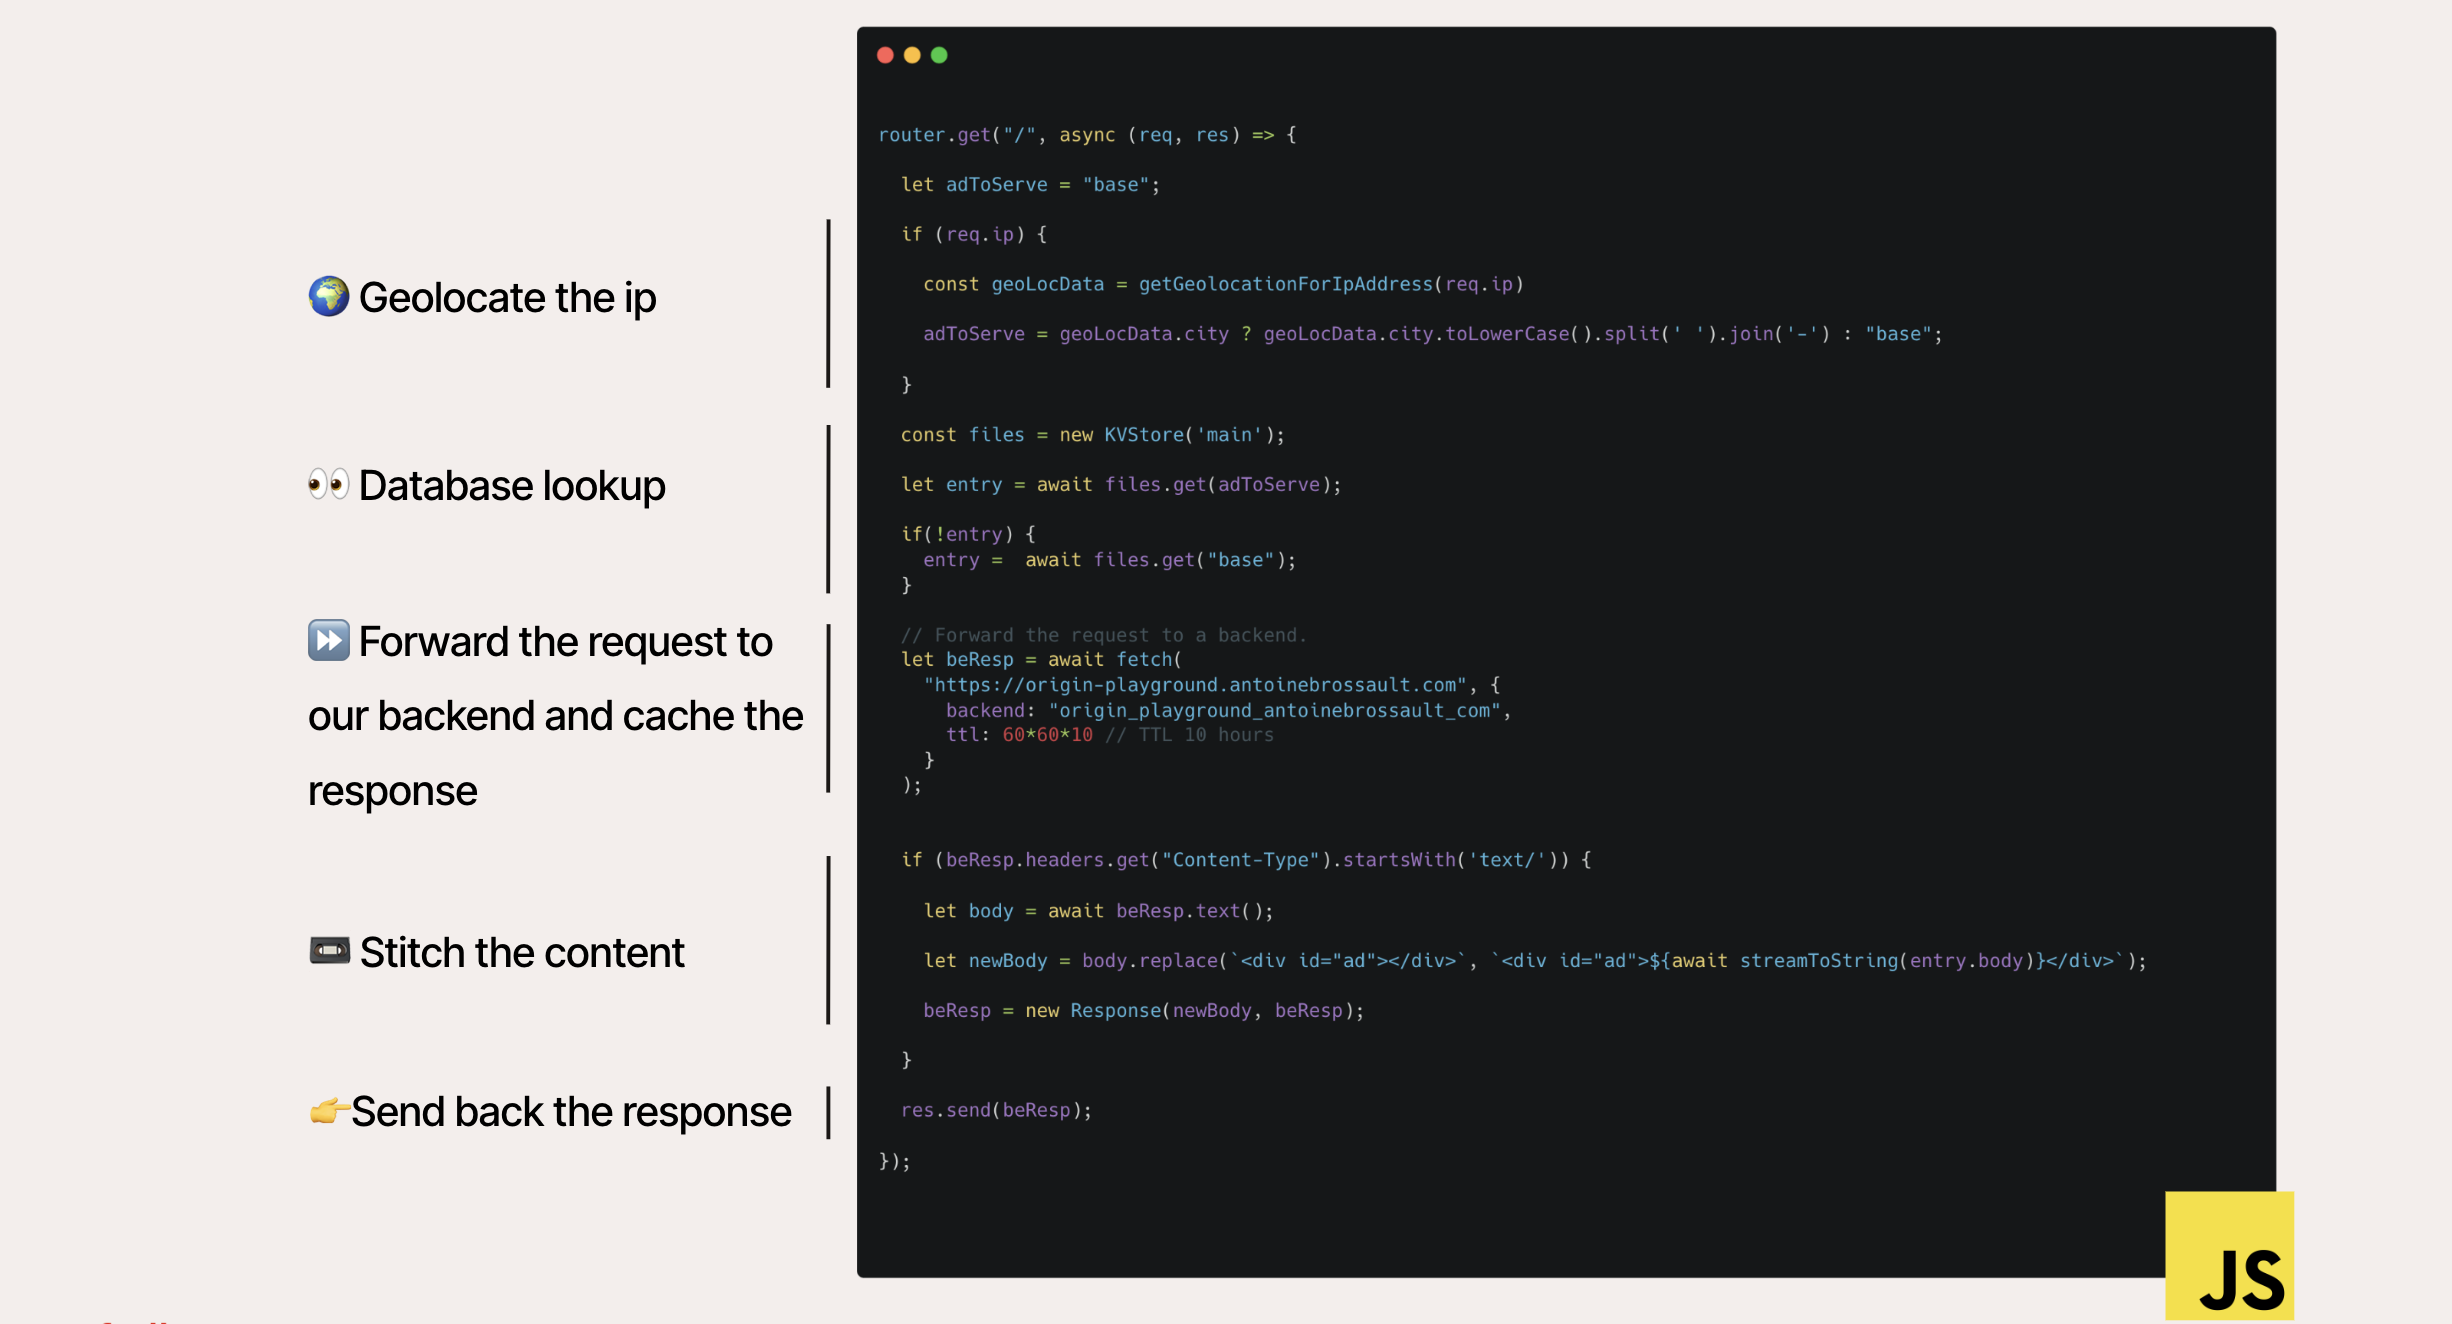 🌍 Geolocate the ip
👀 Database lookup
⏩ Forward the request to
our backend and cache the
response
📼 Stitch the content
👉Send back the response
router.get("/", async (req, res) => {
let adToServe = "base";
if (req.ip) {
const geoLocData = getGeolocationForIpAddress(req.ip)
adToServe = geoLocData.city ? geoLocData.city.toLowerCase().split(' ').join('-') : "base";
}
const files = new KVStore('main');
let entry = await files.get(adToServe);
if(!entry) {
entry =  await files.get("base");
}
// Forward the request to a backend.
let beResp = await fetch(
"https://origin-playground.antoinebrossault.com", {
backend: "origin_playground_antoinebrossault_com",
ttl: 60*60*10 // TTL 10 hours
}
);
if (beResp.headers.get("Content-Type").startsWith('text/')) {
let body = await beResp.text();
let newBody = body.replace(`<div id="ad"></div>`, `<div id="ad">${await streamToString(entry.body)}</div>`);
beResp = new Response(newBody, beResp);
}
res.send(beResp);
});
JS